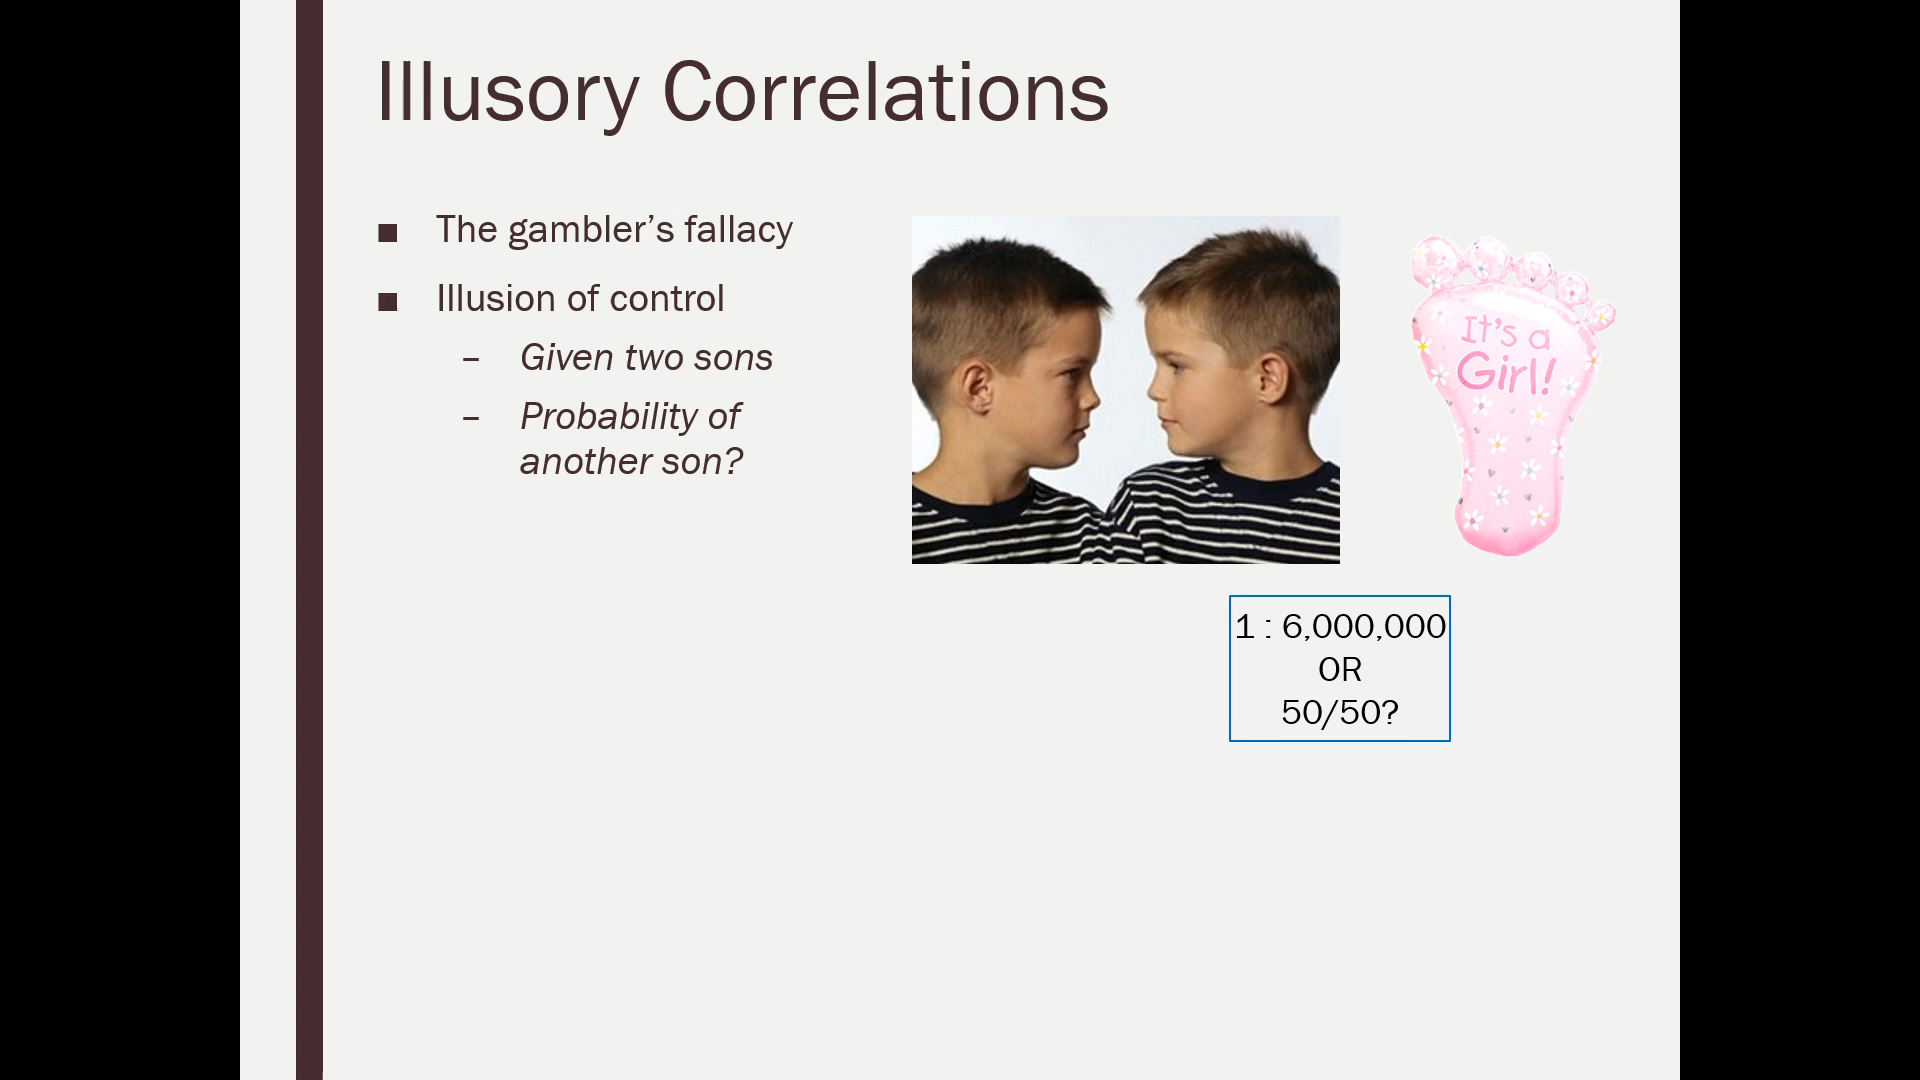 Illusory Correlations
■ The gambler’s fallacy
■ Illusion of control
– Given two sons
– Probability of
another son?
It's a
Girl!
1 : 6,000,000
OR
50/50?